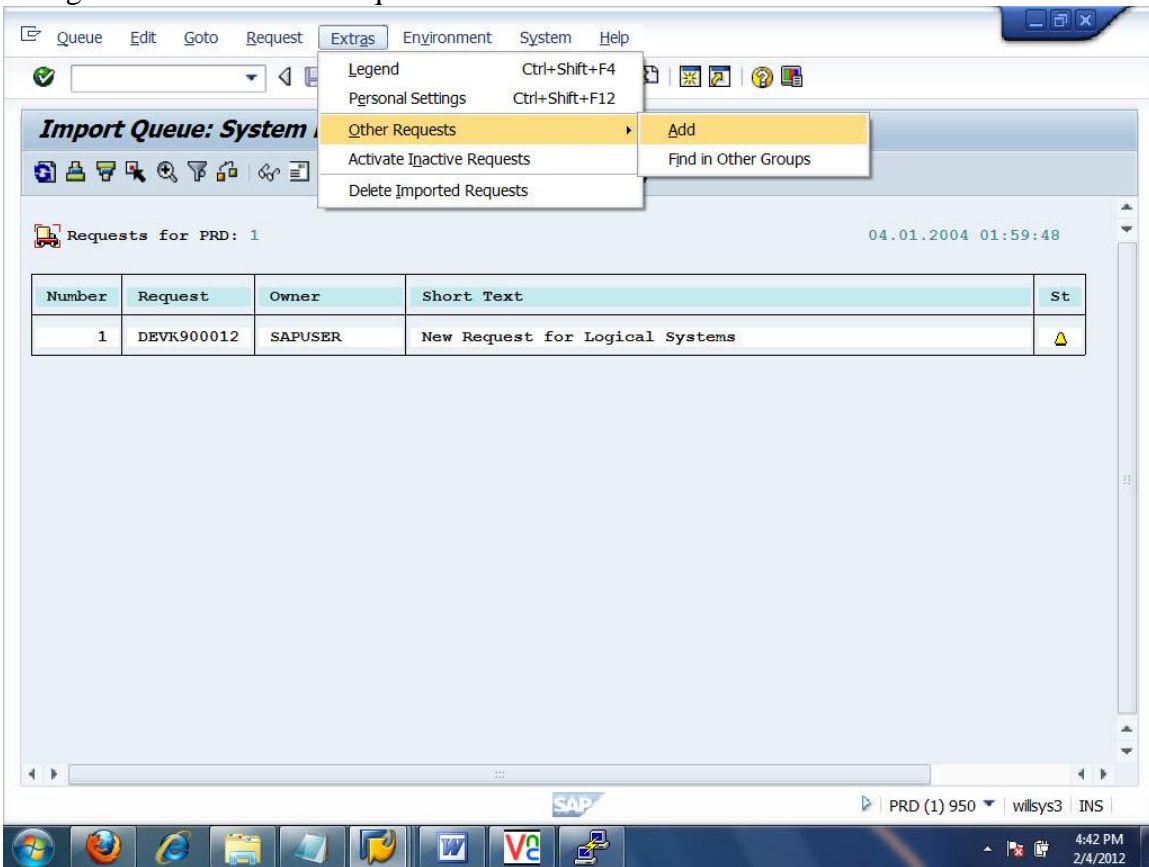 Queue Edit Goto Request Extras Environment System Help
Legend Ctrl+Shift+F4
Personal Settings Ctrl+Shift+F12
Import Queue: System
Other Requests Add
Activate Inactive Requests Find in Other Groups
Delete Imported Requests
Requests for PRD: 1 04.01.2004 01:59:48
Number Request Owner Short Text St
1 DEVK900012 SAPUSER New Request for Logical Systems
SAP PRD (1) 950 willsys3 INS
4:42 PM
2/4/2012